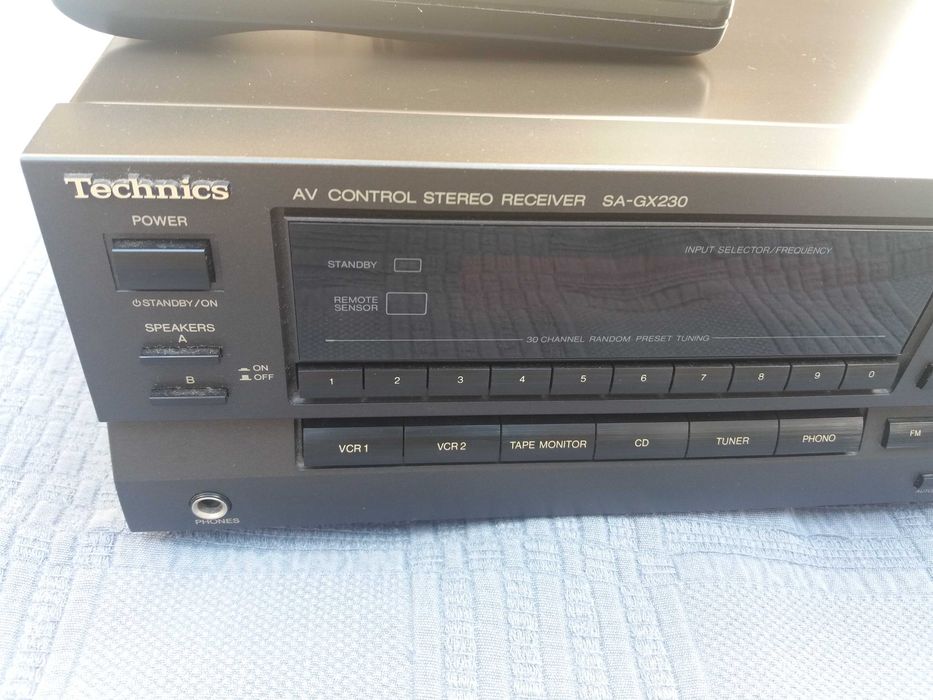 Technics
AV CONTROL STEREO RECEIVER SA-GX230
POWER
INPUT SELECTOR/FREQUENCY
STANDBY
REMOTE
SENSOR
⏻STANDBY/ON
SPEAKERS
A
30 CHANNEL RANDOM PRESET TUNING
ON
OFF
B
1 2 3 4 5 6 7 8 9 0
VCR 1 VCR 2 TAPE MONITOR CD TUNER PHONO FM
PHONES